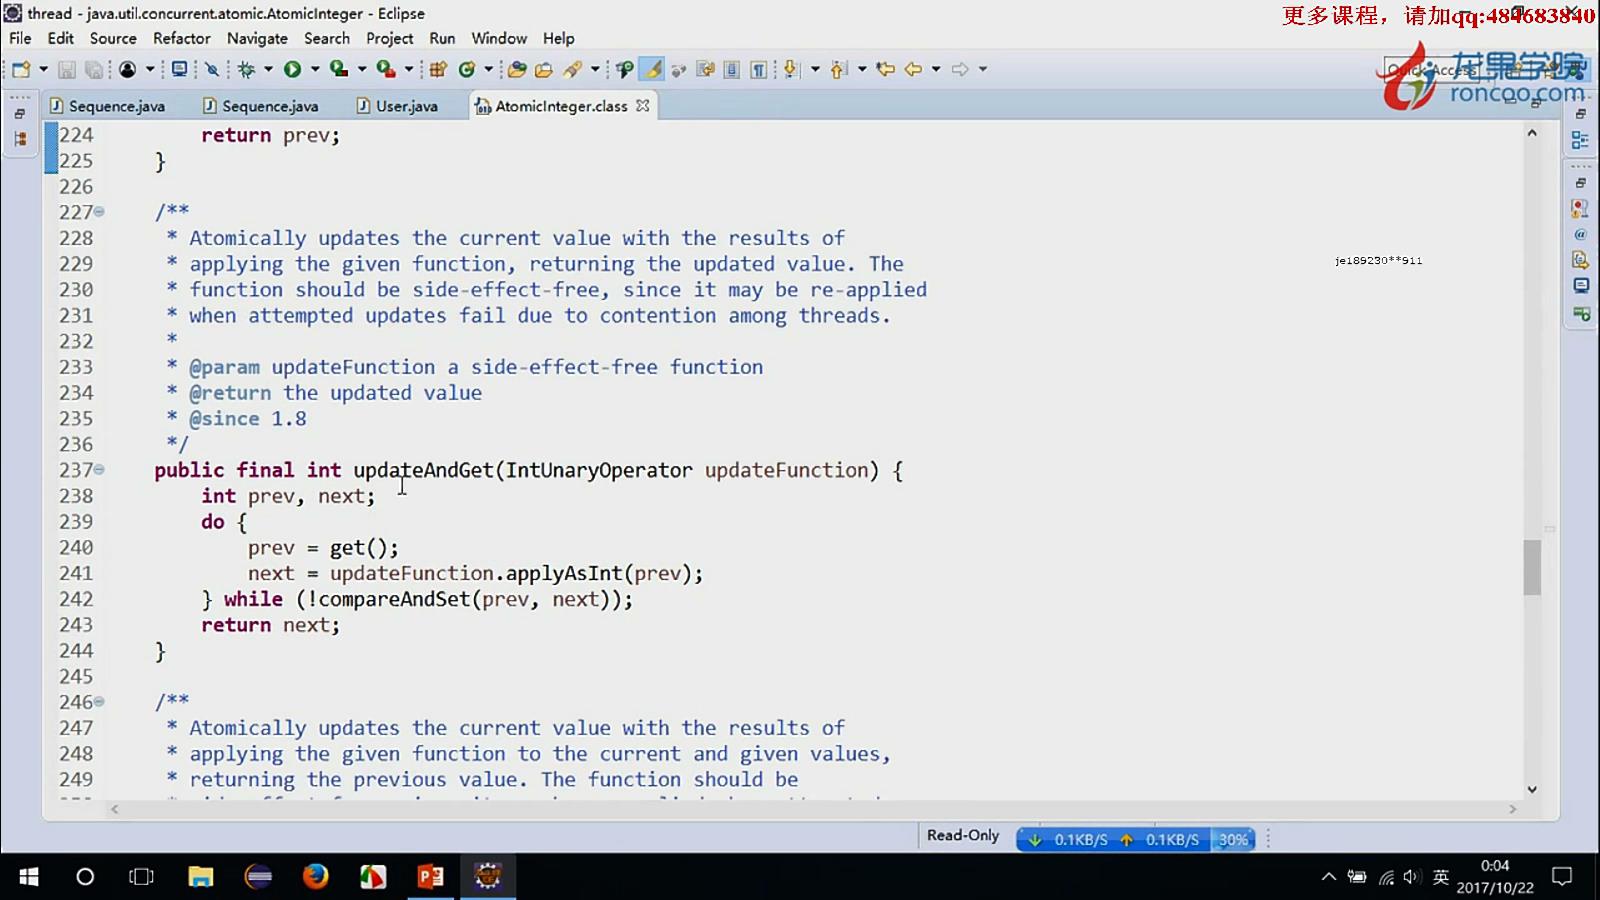 thread - java.util.concurrent.atomic.AtomicInteger - Eclipse
更多课程，请加qq:484683840
File Edit Source Refactor Navigate Search Project Run Window Help
Quick Access
龙果学院
roncoo.com
Sequence.java Sequence.java User.java AtomicInteger.class
224 return prev;
225 }
226
227 /**
228 * Atomically updates the current value with the results of
229 * applying the given function, returning the updated value. The
230 * function should be side-effect-free, since it may be re-applied
231 * when attempted updates fail due to contention among threads.
232 *
233 * @param updateFunction a side-effect-free function
234 * @return the updated value
235 * @since 1.8
236 */
237 public final int updateAndGet(IntUnaryOperator updateFunction) {
238 int prev, next;
239 do {
240 prev = get();
241 next = updateFunction.applyAsInt(prev);
242 } while (!compareAndSet(prev, next));
243 return next;
244 }
245
246 /**
247 * Atomically updates the current value with the results of
248 * applying the given function to the current and given values,
249 * returning the previous value. The function should be
je189230**911
Read-Only 0.1KB/S 0.1KB/S 30%
英 0:04
2017/10/22